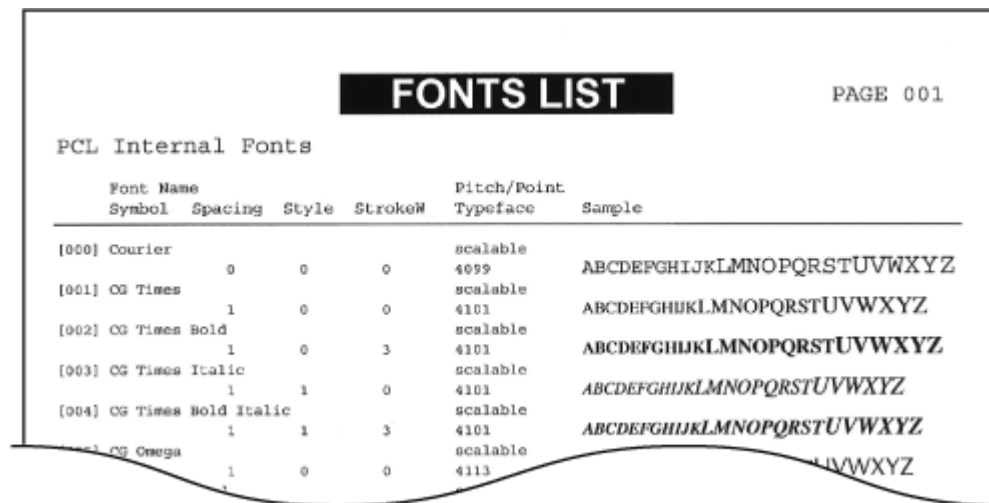 FONTS LIST
PAGE 001
PCL Internal Fonts
Font Name Pitch/Point
Symbol Spacing Style StrokeW Typeface Sample
[000] Courier scalable
0 0 0 4099 ABCDEFGHIJKLMNOPQRSTUVWXYZ
[001] CG Times scalable
1 0 0 4101 ABCDEFGHIJKLMNOPQRSTUVWXYZ
[002] CG Times Bold scalable
1 0 3 4101 ABCDEFGHIJKLMNOPQRSTUVWXYZ
[003] CG Times Italic scalable
1 1 0 4101 ABCDEFGHIJKLMNOPQRSTUVWXYZ
[004] CG Times Bold Italic scalable
1 1 3 4101 ABCDEFGHIJKLMNOPQRSTUVWXYZ
CG Omega scalable
1 0 0 4113 UVWXYZ